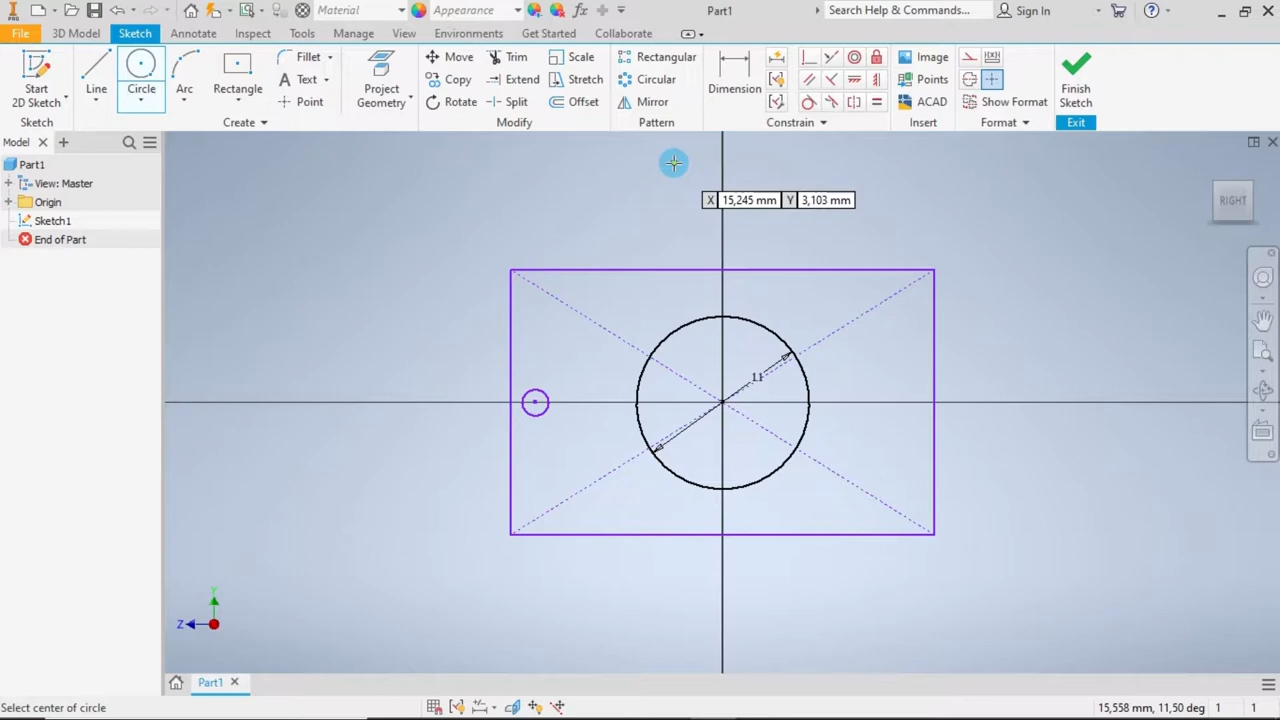 PRO Material Appearance fx Part1 Search Help & Commands... Sign In
File 3D Model Sketch Annotate Inspect Tools Manage View Environments Get Started Collaborate
Start 2D Sketch Line Circle Arc Rectangle Fillet Text Point Project Geometry Move Copy Rotate Trim Extend Split Scale Stretch Offset Rectangular Circular Mirror Dimension Image Points ACAD Show Format Finish Sketch
Sketch Create Modify Pattern Constrain Insert Format Exit
Model
Part1
View: Master
Origin
Sketch1
End of Part
X 15,245 mm Y 3,103 mm
RIGHT
11
Y
Z
Part1
Select center of circle 15,558 mm, 11,50 deg 1 1